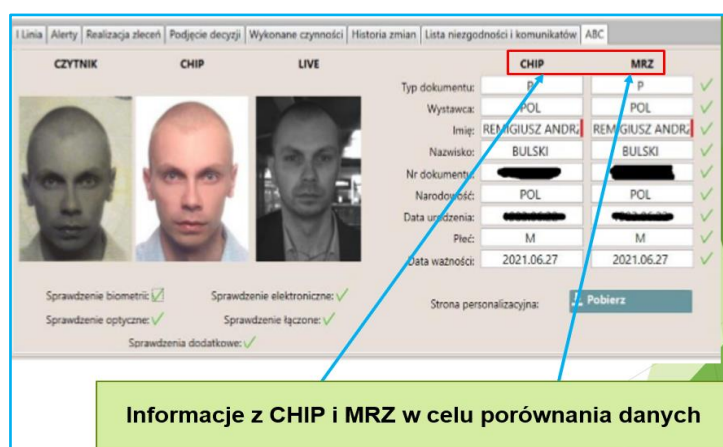 I Linia Alerty Realizacja zleceń Podjęcie decyzji Wykonane czynności Historia zmian Lista niezgodności i komunikatów ABC
CZYTNIK CHIP LIVE CHIP MRZ
Typ dokumentu: P P
Wystawca: POL POL
Imię: REMIGIUSZ ANDRZ REMIGIUSZ ANDRZ
Nazwisko: BULSKI BULSKI
Nr dokumentu:
Narodowość: POL POL
Data urodzenia:
Płeć: M M
Data ważności: 2021.06.27 2021.06.27
Sprawdzenie biometrii: Sprawdzenie elektroniczne:
Strona personalizacyjna: Pobierz
Sprawdzenie optyczne: Sprawdzenie łączone:
Sprawdzenia dodatkowe:
Informacje z CHIP i MRZ w celu porównania danych